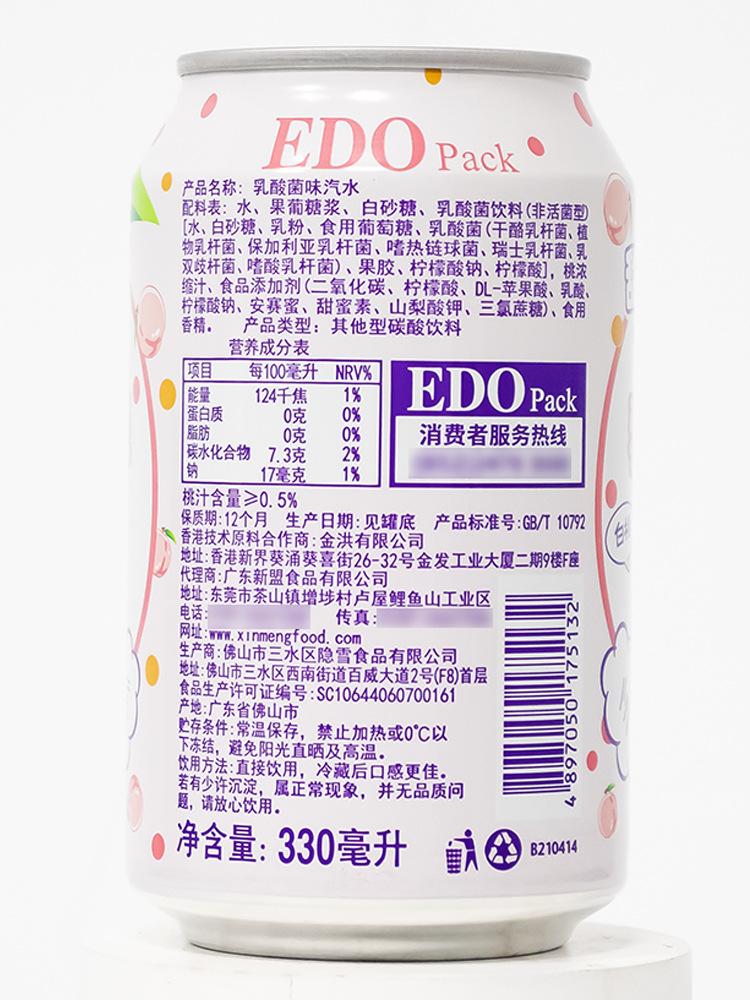 EDO Pack
产品名称: 乳酸菌味汽水
配料表: 水、果葡糖浆、白砂糖、乳酸菌饮料(非活菌型)
[水、白砂糖、乳粉、食用葡萄糖、乳酸菌(干酪乳杆菌、植
物乳杆菌、保加利亚乳杆菌、嗜热链球菌、瑞士乳杆菌、乳
双歧杆菌、嗜酸乳杆菌)、果胶、柠檬酸钠、柠檬酸], 桃浓
缩汁、食品添加剂(二氧化碳、柠檬酸、DL-苹果酸、乳酸、
柠檬酸钠、安赛蜜、甜蜜素、山梨酸钾、三氯蔗糖)、食用
香精。 产品类型: 其他型碳酸饮料
营养成分表
项目 每100毫升 NRV%
能量 124千焦 1%
蛋白质 0克 0%
脂肪 0克 0%
碳水化合物 7.3克 2%
钠 17毫克 1%
EDO Pack
消费者服务热线
桃汁含量≥0.5%
保质期:12个月 生产日期:见罐底 产品标准号:GB/T 10792
香港技术原料合作商:金洪有限公司
地址:香港新界葵涌葵喜街26-32号金发工业大厦二期9楼F座
代理商:广东新盟食品有限公司
地址:东莞市茶山镇增埗村卢屋鲤鱼山工业区
电话: 传真:
网址:www.xinmengfood.com
生产商:佛山市三水区隐雪食品有限公司
地址:佛山市三水区西南街道百威大道2号(F8)首层
食品生产许可证编号:SC10644060700161
产地:广东省佛山市
贮存条件:常温保存, 禁止加热或0℃以
下冻结, 避免阳光直晒及高温。
饮用方法:直接饮用, 冷藏后口感更佳。
若有少许沉淀, 属正常现象, 并无品质问
题, 请放心饮用。
净含量: 330毫升
B210414
4 897050 175132